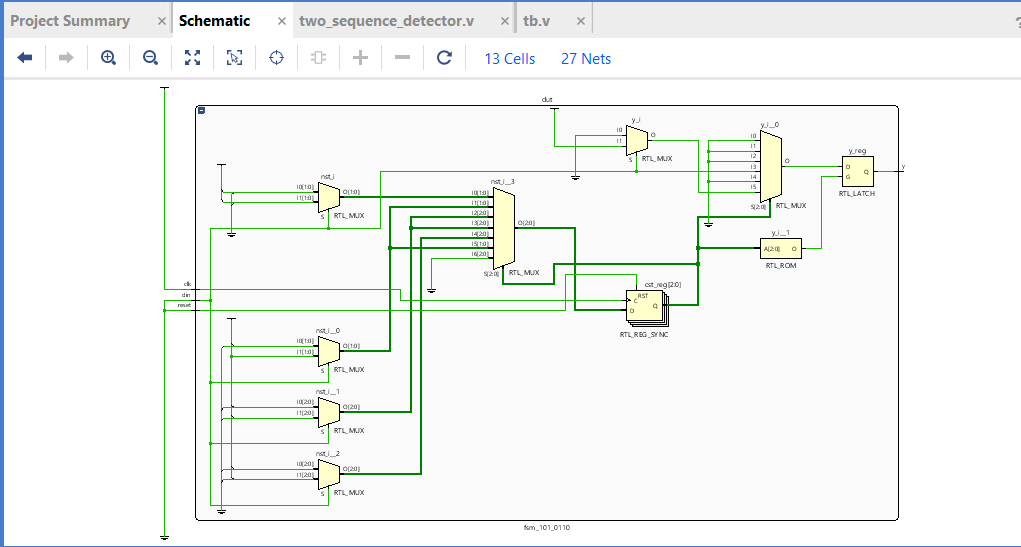 Project Summary × Schematic × two_sequence_detector.v × tb.v ×
13 Cells 27 Nets
dut
y_i
I0
I1
O
S
RTL_MUX
y_i__0
I0
I1
I2
I3
I4
I5
O
S[2:0]
RTL_MUX
y_reg
D
G
Q
RTL_LATCH
y
nst_i
I0[1:0]
I1[1:0]
O[1:0]
S
RTL_MUX
nst_i__3
I0[1:0]
I1[1:0]
I2[2:0]
I3[2:0]
I4[2:0]
I5[1:0]
I6[2:0]
O[2:0]
S[2:0]
RTL_MUX
y_i__1
A[2:0]
O
RTL_ROM
clk
din
reset
cst_reg[2:0]
RST
C
D
Q
RTL_REG_SYNC
nst_i__0
I0[1:0]
I1[1:0]
O[1:0]
S
RTL_MUX
nst_i__1
I0[2:0]
I1[2:0]
O[2:0]
S
RTL_MUX
nst_i__2
I0[2:0]
I1[2:0]
O[2:0]
S
RTL_MUX
fsm_101_0110